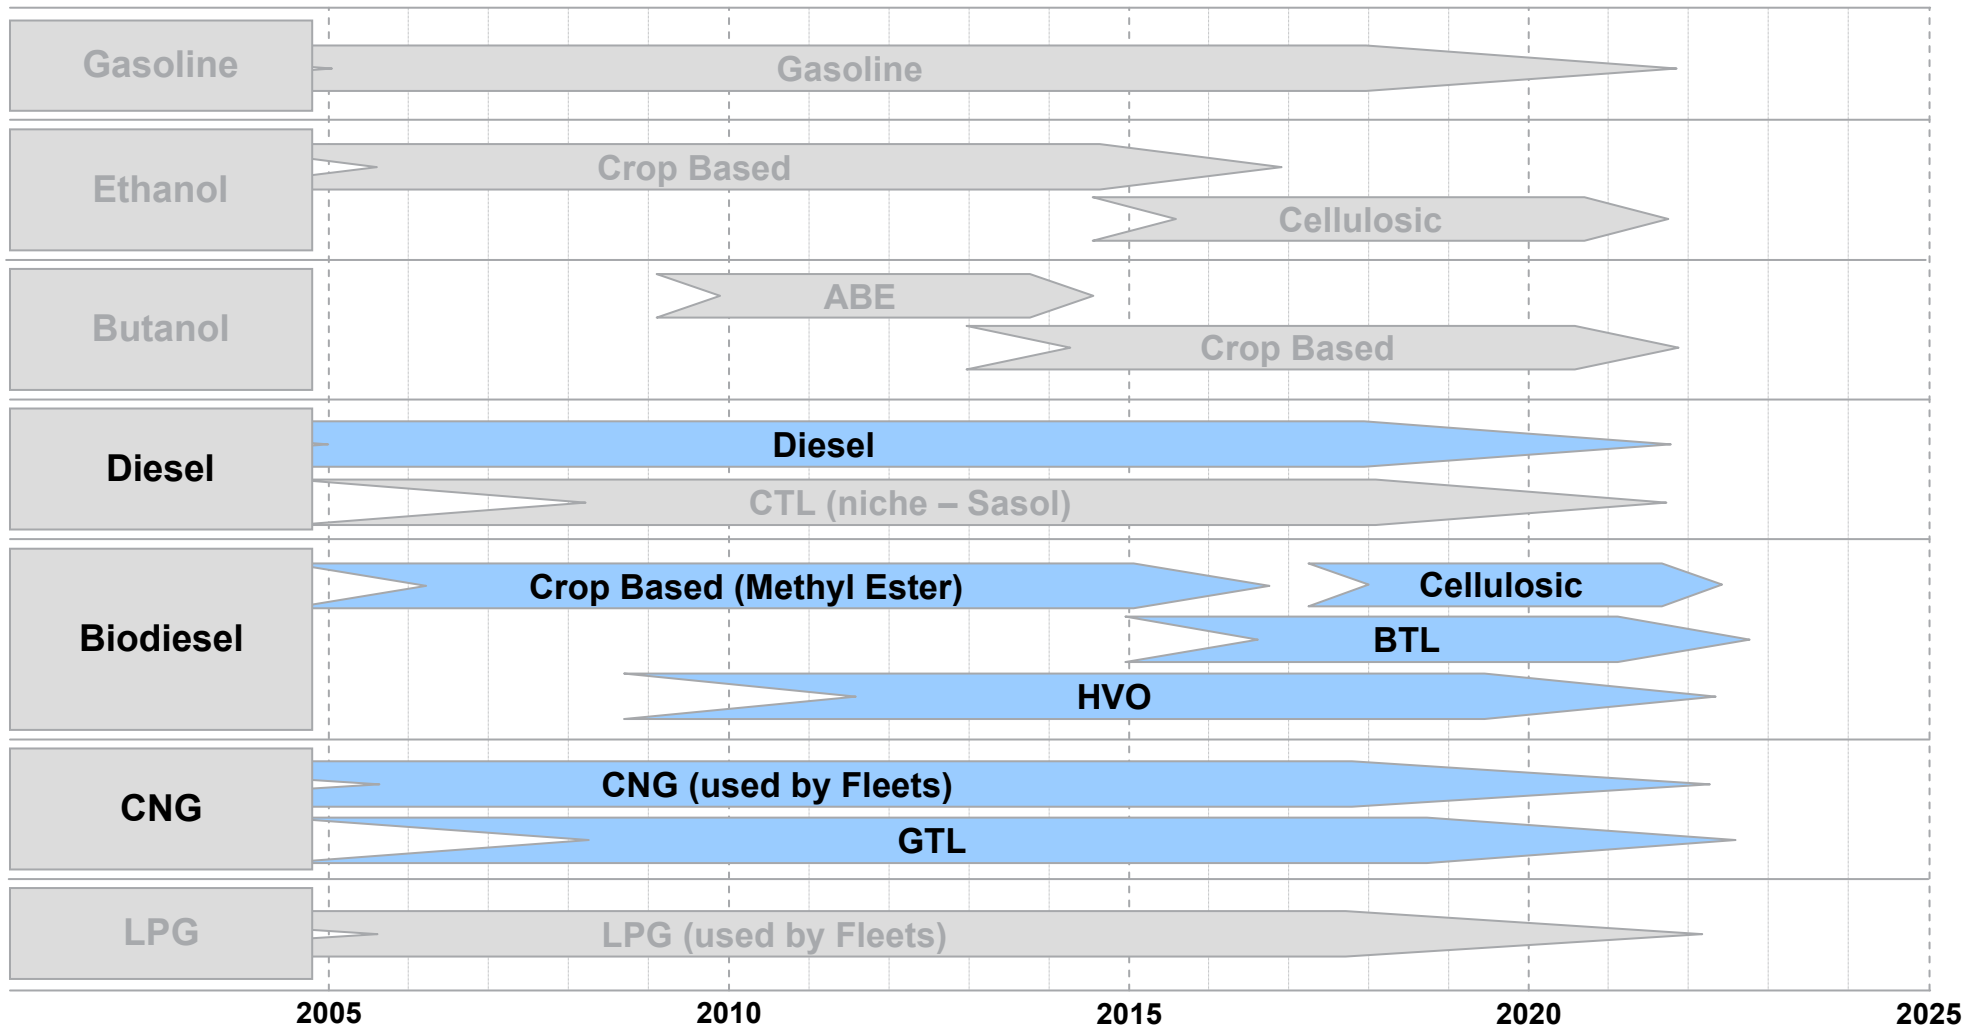 Gasoline
Gasoline
Ethanol
Crop Based
Cellulosic
Butanol
ABE
Crop Based
Diesel
Diesel
CTL (niche – Sasol)
Biodiesel
Crop Based (Methyl Ester)
Cellulosic
BTL
HVO
CNG
CNG (used by Fleets)
GTL
LPG
LPG (used by Fleets)
2005
2010
2015
2020
2025